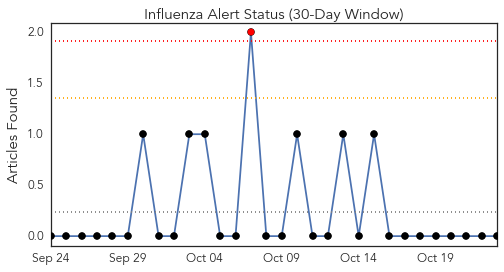 Influenza Alert Status (30-Day Window)
Articles Found
2.0
1.5
1.0
0.5
0.0
Sep 24 Sep 29 Oct 04 Oct 09 Oct 14 Oct 19